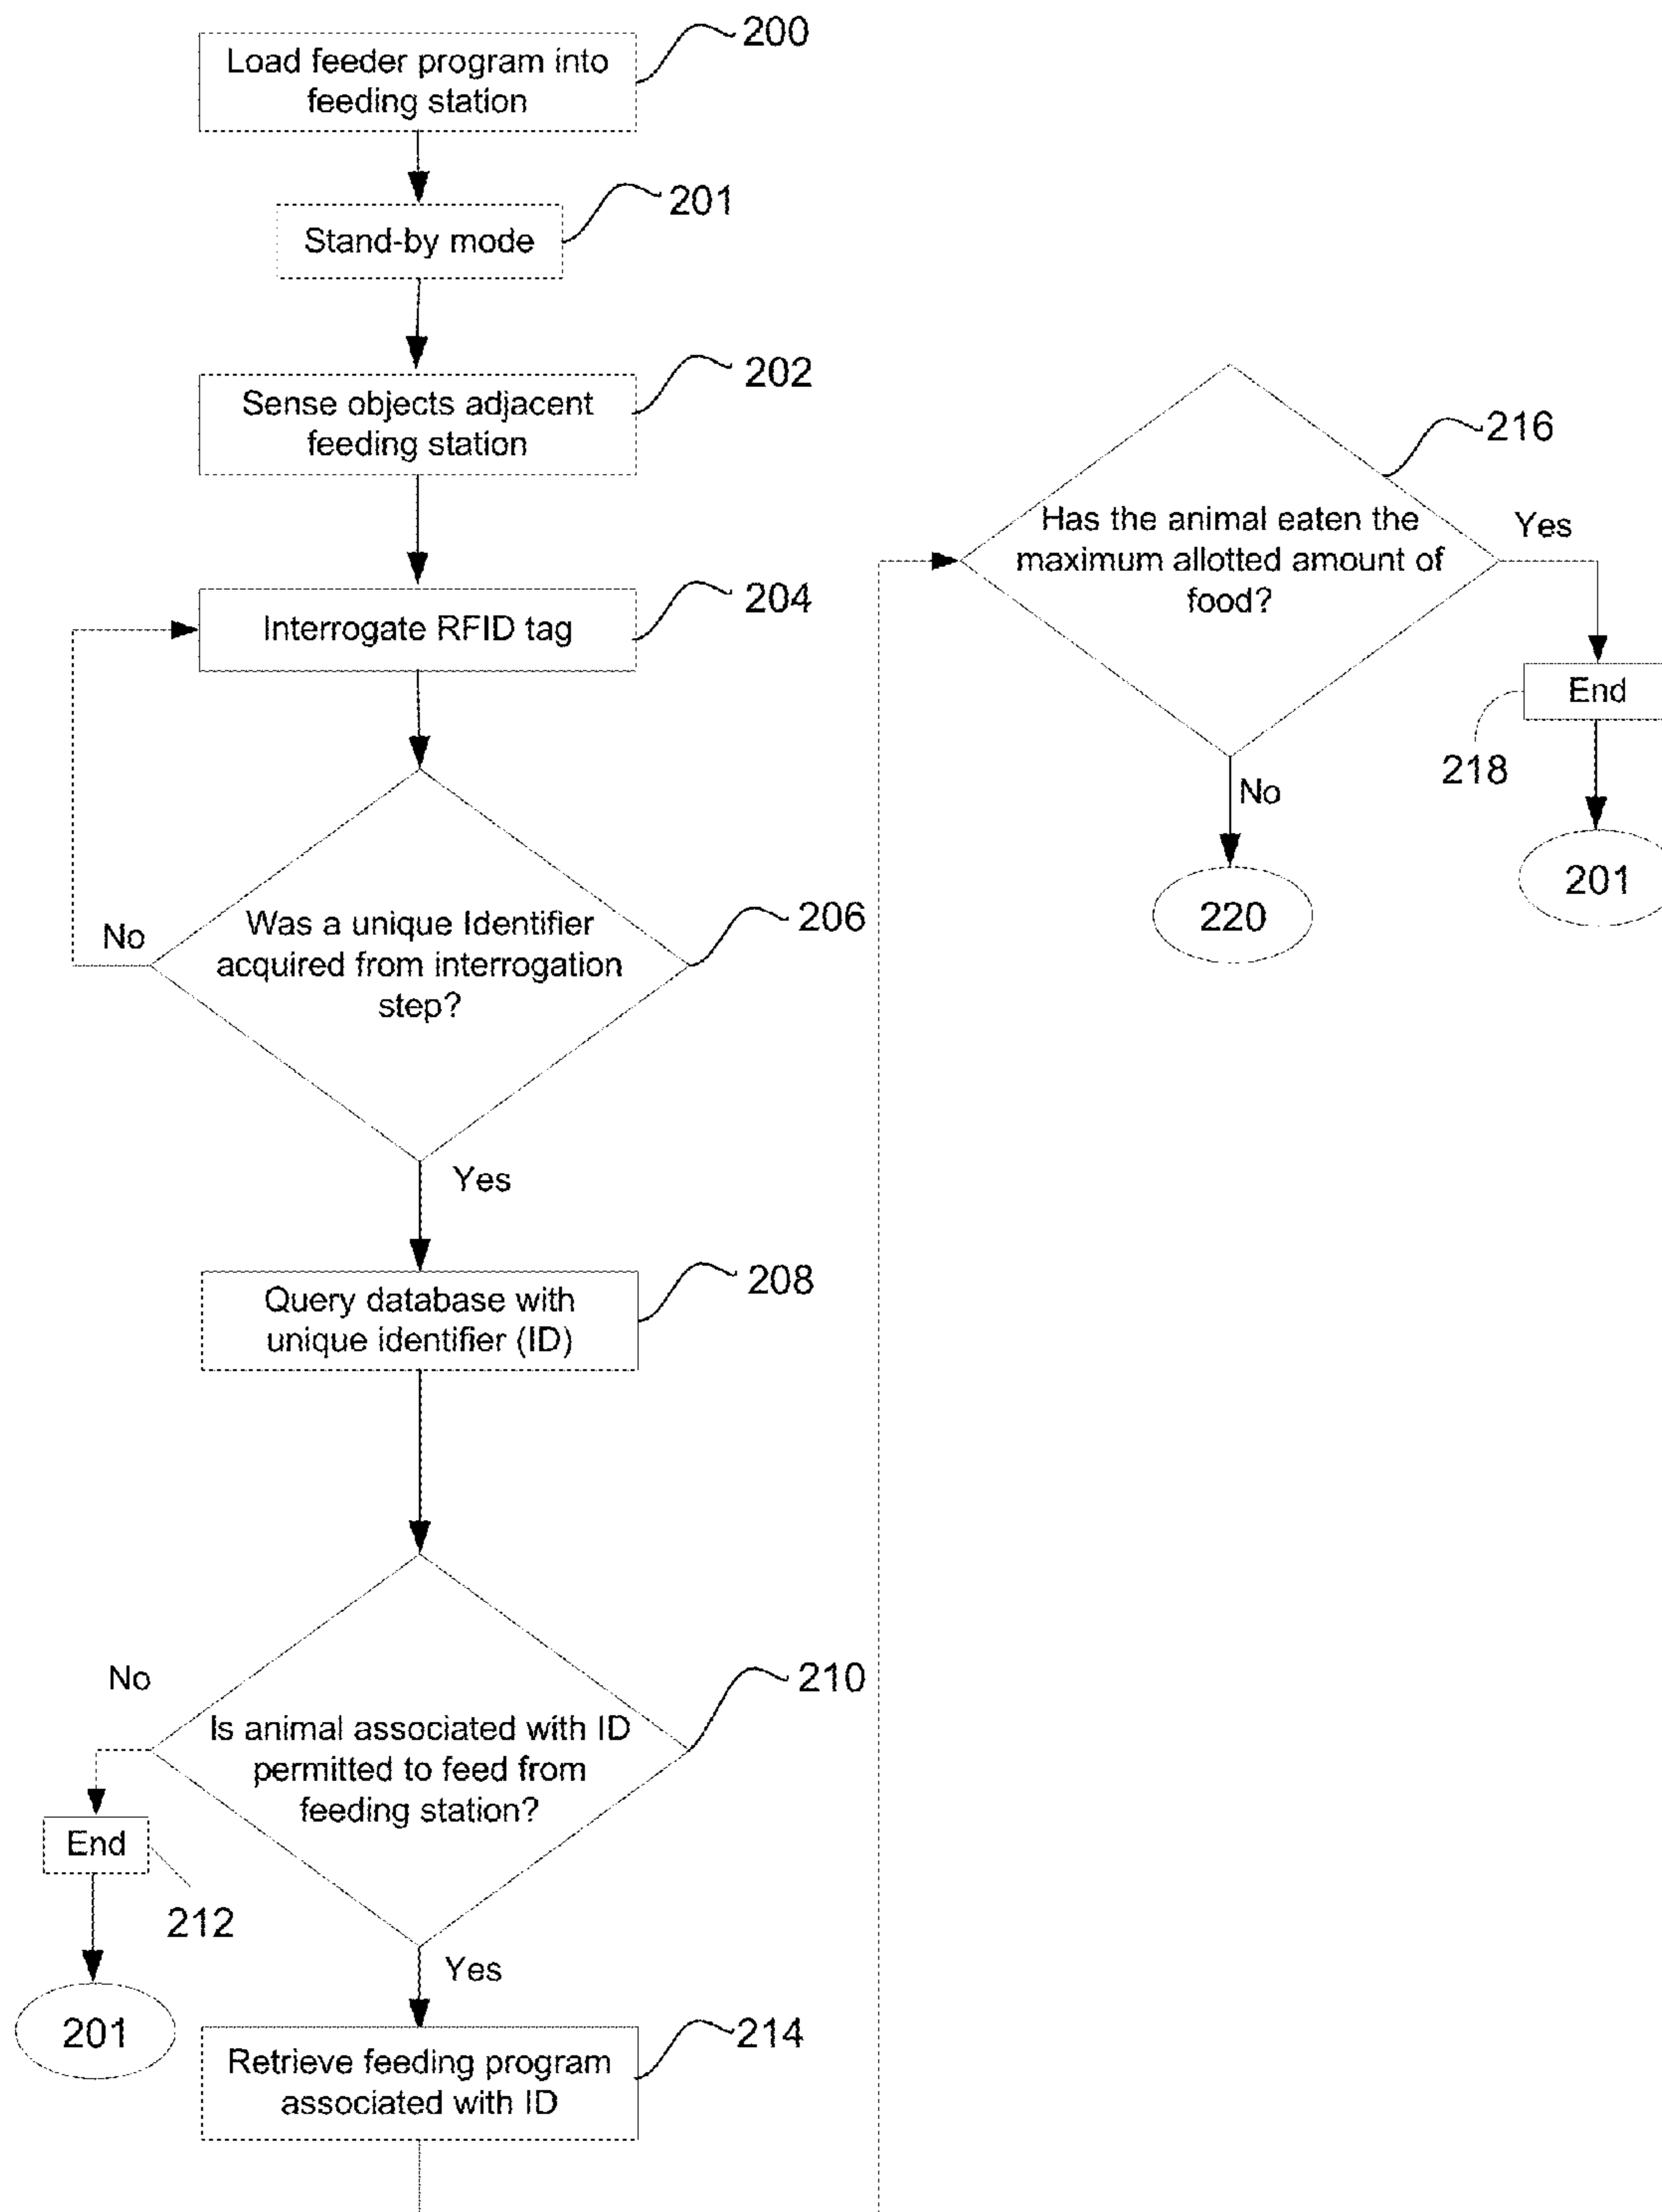 200
Load feeder program into
feeding station
201
Stand-by mode
202
Sense objects adjacent
feeding station
204
Interrogate RFID tag
206
Was a unique Identifier
acquired from interrogation
step?
No
Yes
208
Query database with
unique identifier (ID)
210
No
Is animal associated with ID
permitted to feed from
feeding station?
End
212
201
Yes
214
Retrieve feeding program
associated with ID
216
Has the animal eaten the
maximum allotted amount of
food?
Yes
End
218
201
No
220